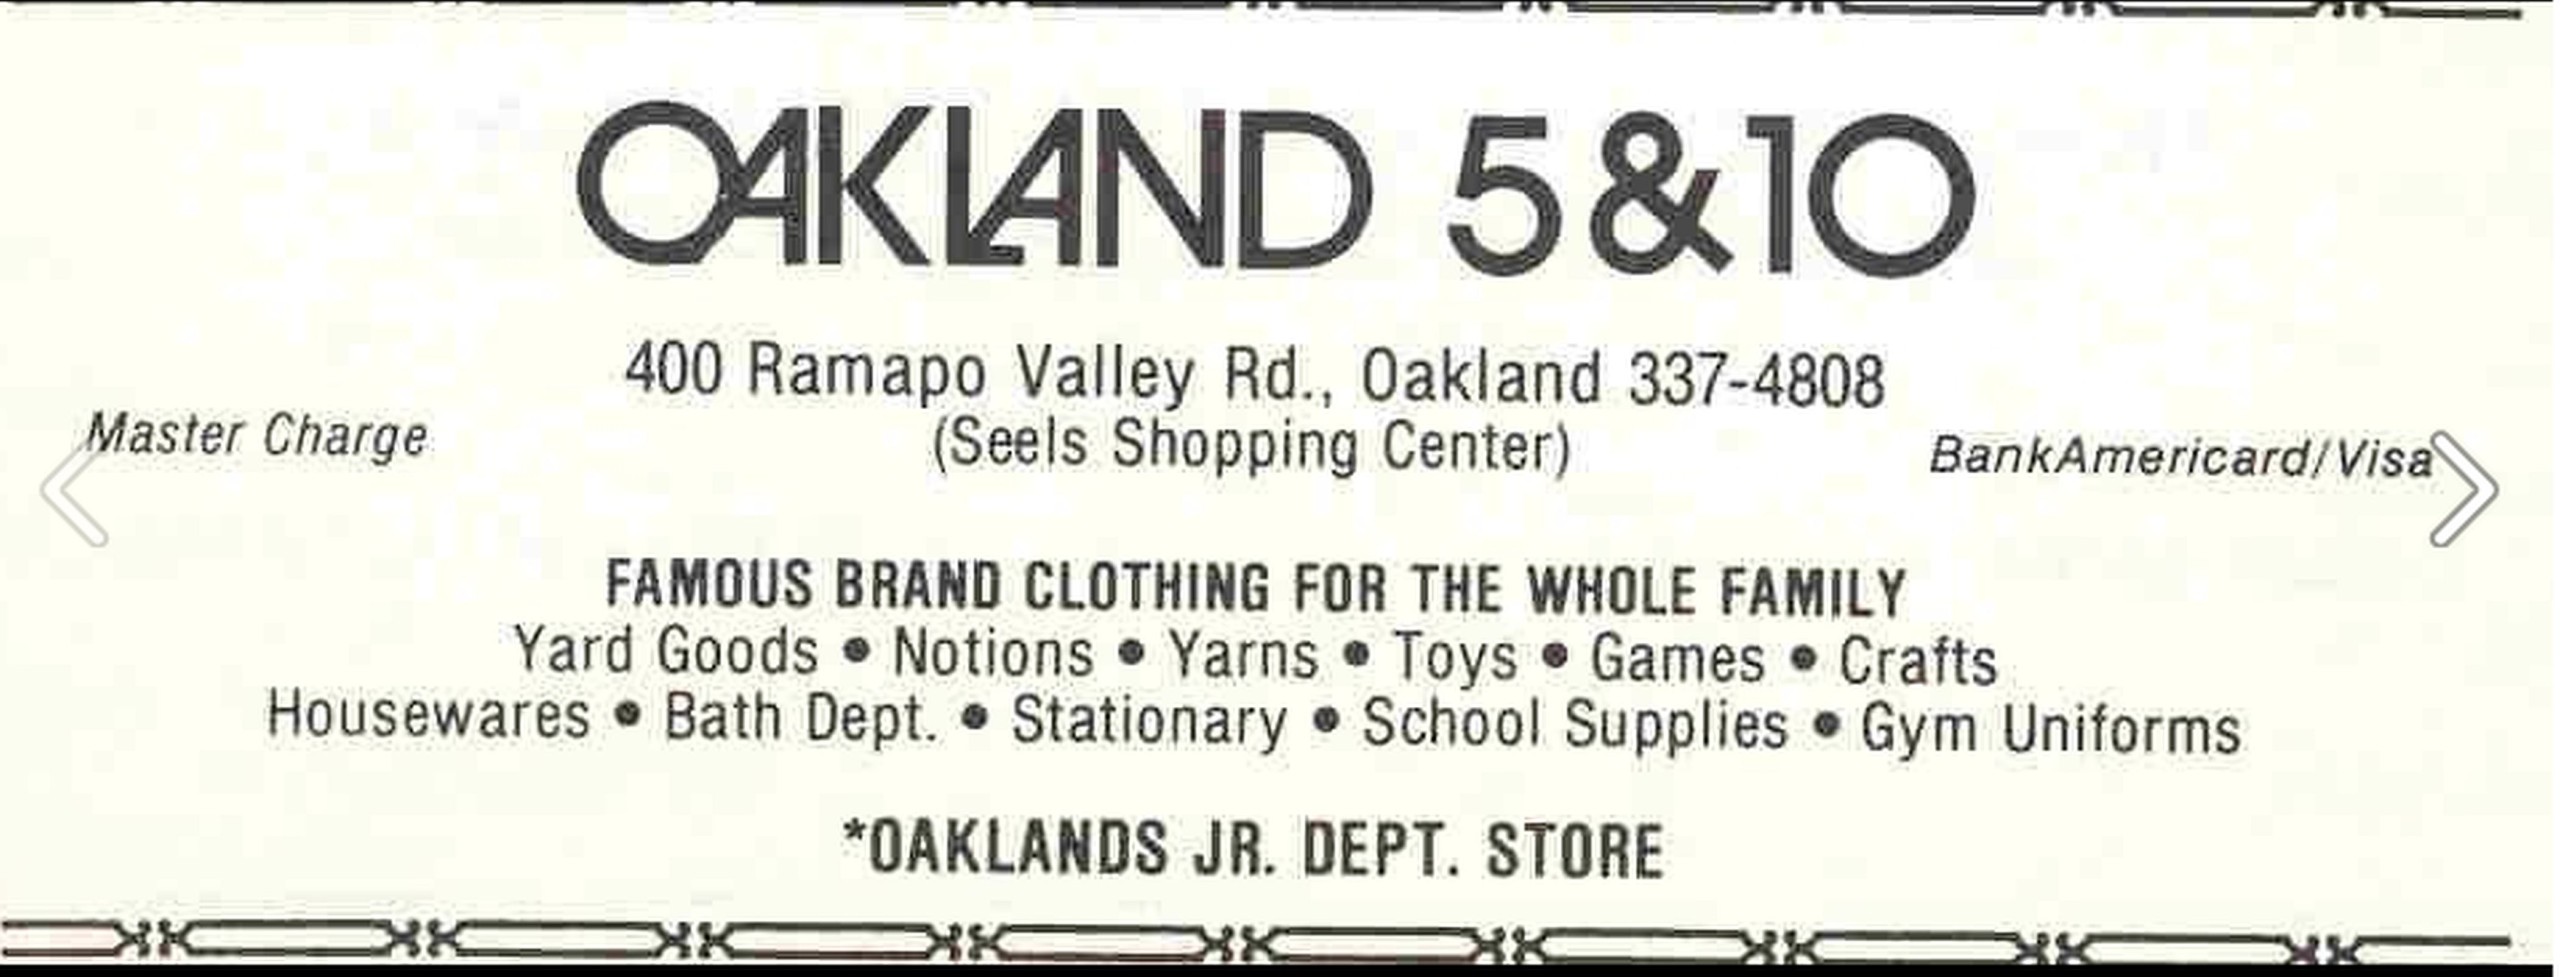 OAKLAND 5&10
400 Ramapo Valley Rd., Oakland 337-4808
Master Charge
(Seels Shopping Center)
BankAmericard/Visa
FAMOUS BRAND CLOTHING FOR THE WHOLE FAMILY
Yard Goods • Notions • Yarns • Toys • Games • Crafts
Housewares • Bath Dept. • Stationary • School Supplies • Gym Uniforms
*OAKLANDS JR. DEPT. STORE